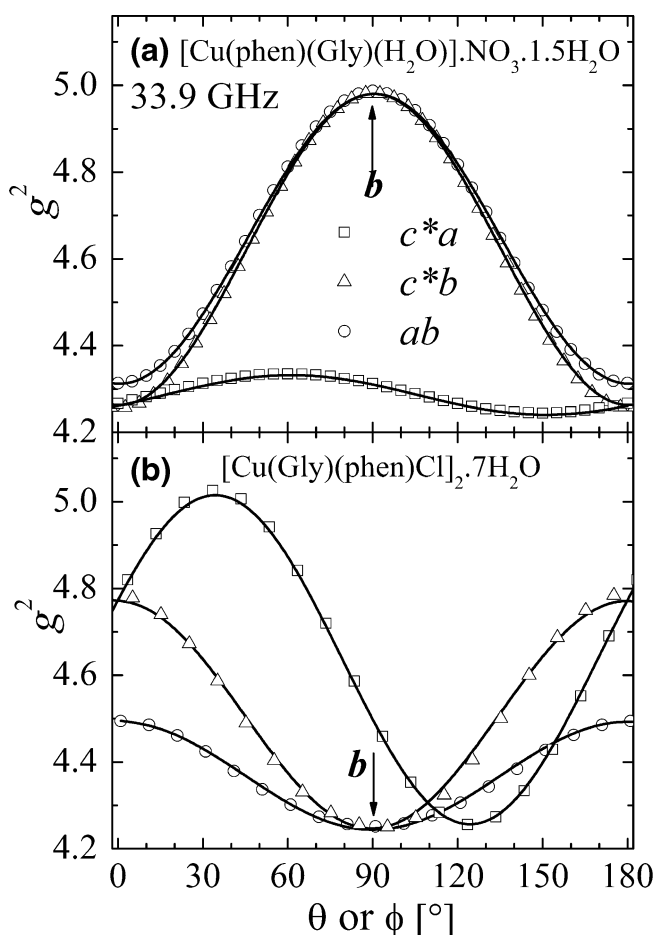 (a) [Cu(phen)(Gly)(H₂O)].NO₃.1.5H₂O
33.9 GHz
5.0
4.8
4.6
4.4
4.2
g²
b
c*a
c*b
ab
(b) [Cu(Gly)(phen)Cl]₂.7H₂O
5.0
4.8
4.6
4.4
4.2
g²
b
0 30 60 90 120 150 180
θ or ϕ [°]